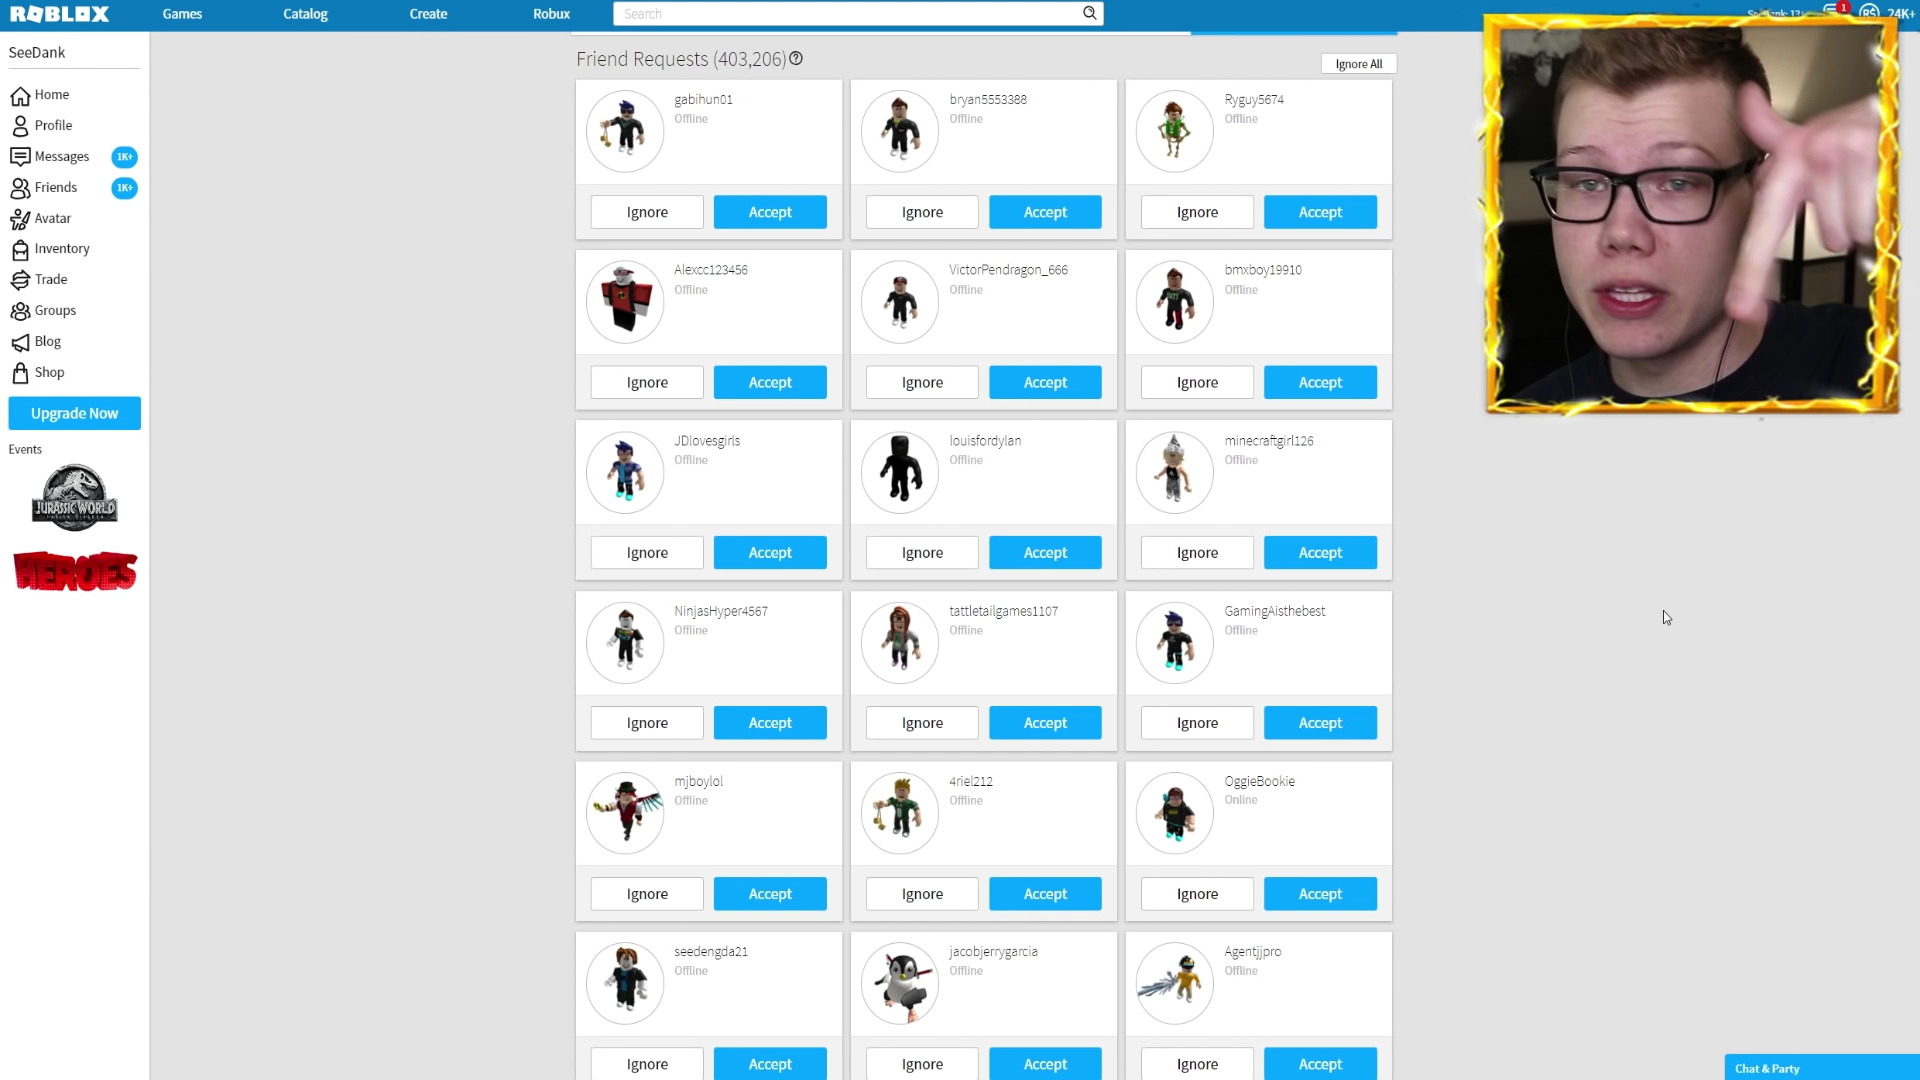 ROBLOX Games Catalog Create Robux Search 1 R$ 24K+
SeeDank
Home
Profile
Messages 1K+
Friends 1K+
Avatar
Inventory
Trade
Groups
Blog
Shop
Upgrade Now
Events
JURASSIC WORLD
HEROES
Friend Requests (403,206) ?
Ignore All
gabihun01
Offline
Ignore Accept
bryan5553388
Offline
Ignore Accept
Ryguy5674
Offline
Ignore Accept
Alexcc123456
Offline
Ignore Accept
VictorPendragon_666
Offline
Ignore Accept
bmxboy19910
Offline
Ignore Accept
JDlovesgirls
Offline
Ignore Accept
louisfordylan
Offline
Ignore Accept
minecraftgirl126
Offline
Ignore Accept
NinjasHyper4567
Offline
Ignore Accept
tattletailgames1107
Offline
Ignore Accept
GamingAisthebest
Offline
Ignore Accept
mjboylol
Offline
Ignore Accept
4riel212
Offline
Ignore Accept
OggieBookie
Online
Ignore Accept
seedengda21
Offline
Ignore Accept
jacobjerrygarcia
Offline
Ignore Accept
Agentjjpro
Offline
Ignore Accept
Chat & Party